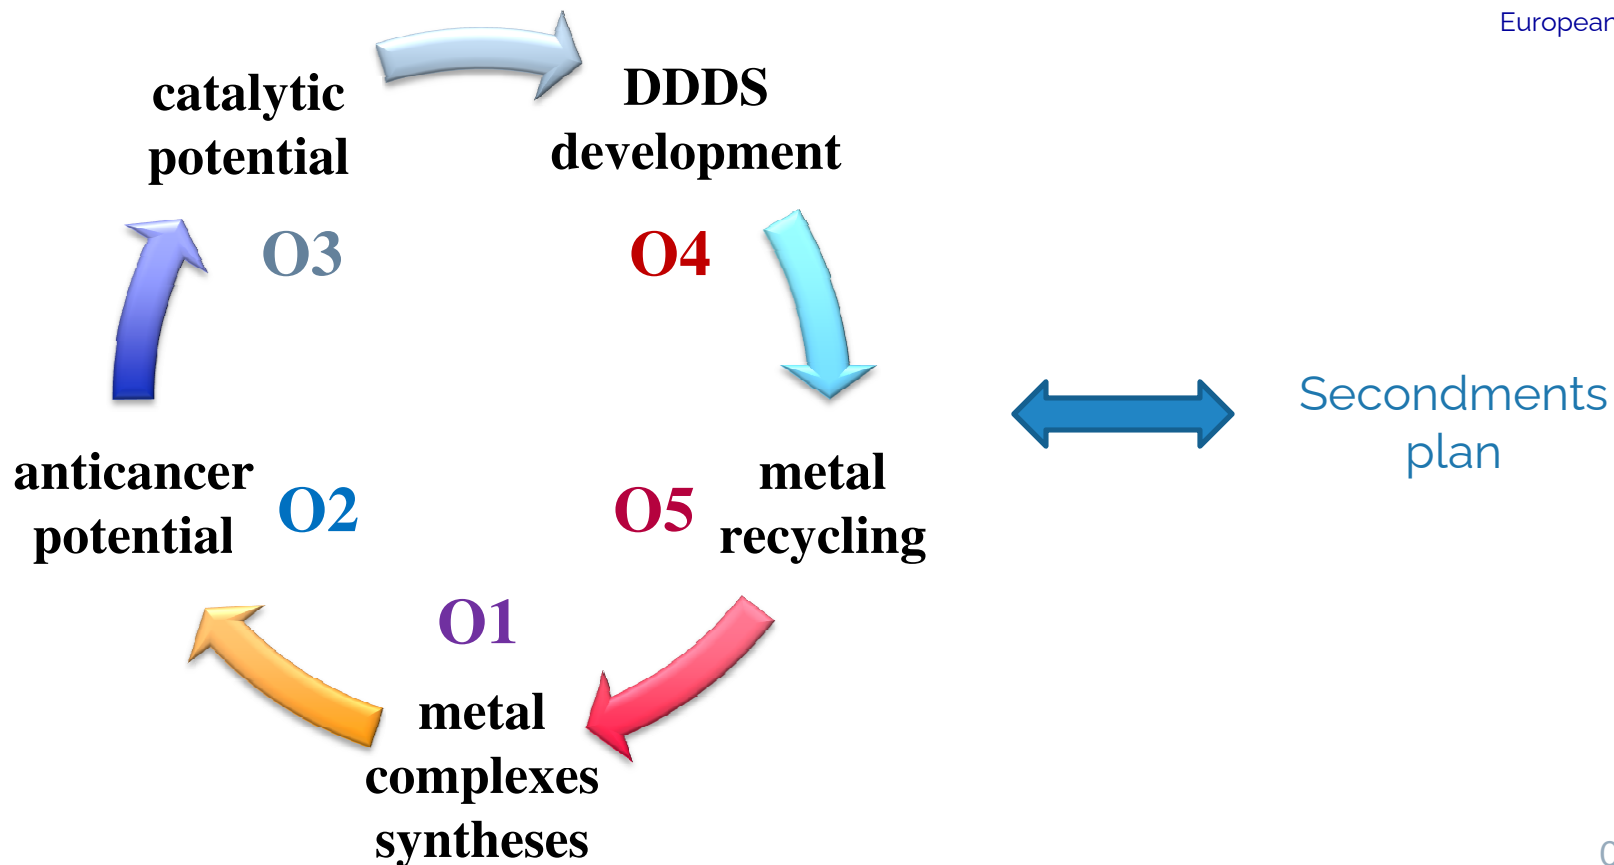 European
catalytic
potential
O3
DDDS
development
O4
anticancer
potential
O2
O5
metal
recycling
O1
metal
complexes
syntheses
Secondments
plan